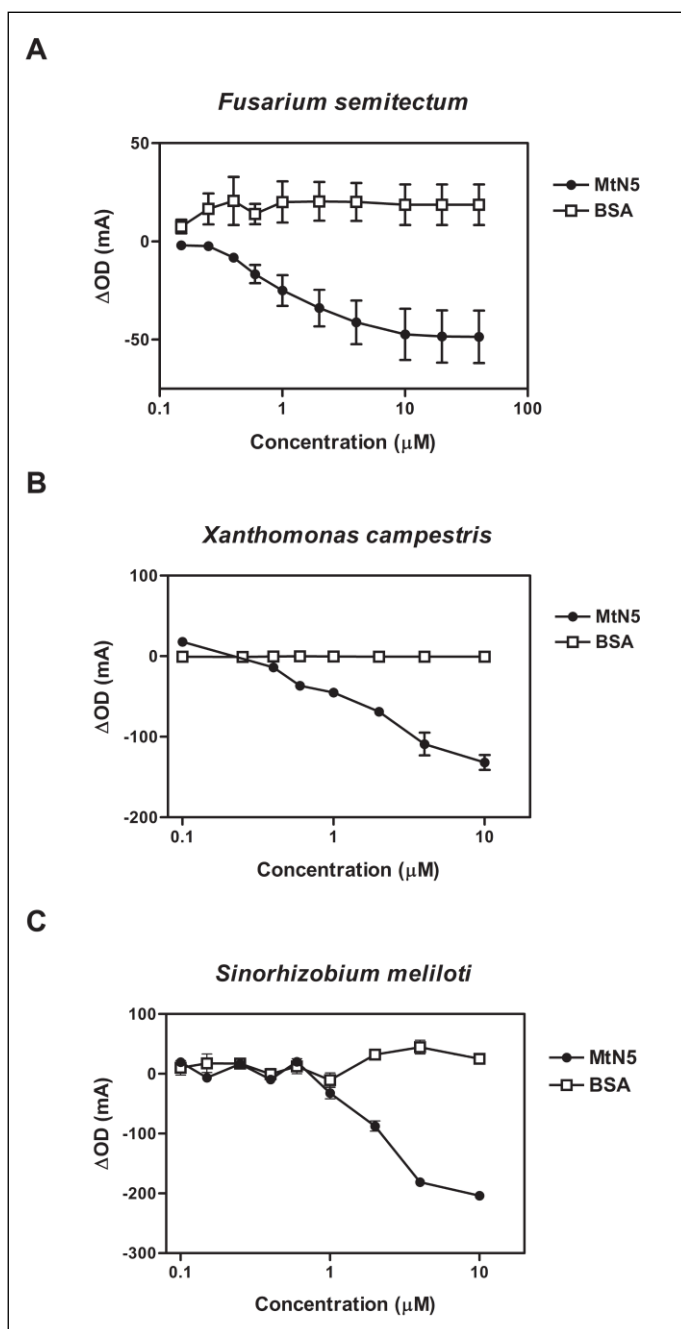 A
Fusarium semitectum
50
0
-50
ΔOD (mA)
0.1 1 10 100
Concentration (μM)
MtN5
BSA
B
Xanthomonas campestris
100
0
-100
-200
ΔOD (mA)
0.1 1 10
Concentration (μM)
MtN5
BSA
C
Sinorhizobium meliloti
100
0
-100
-200
-300
ΔOD (mA)
0.1 1 10
Concentration (μM)
MtN5
BSA